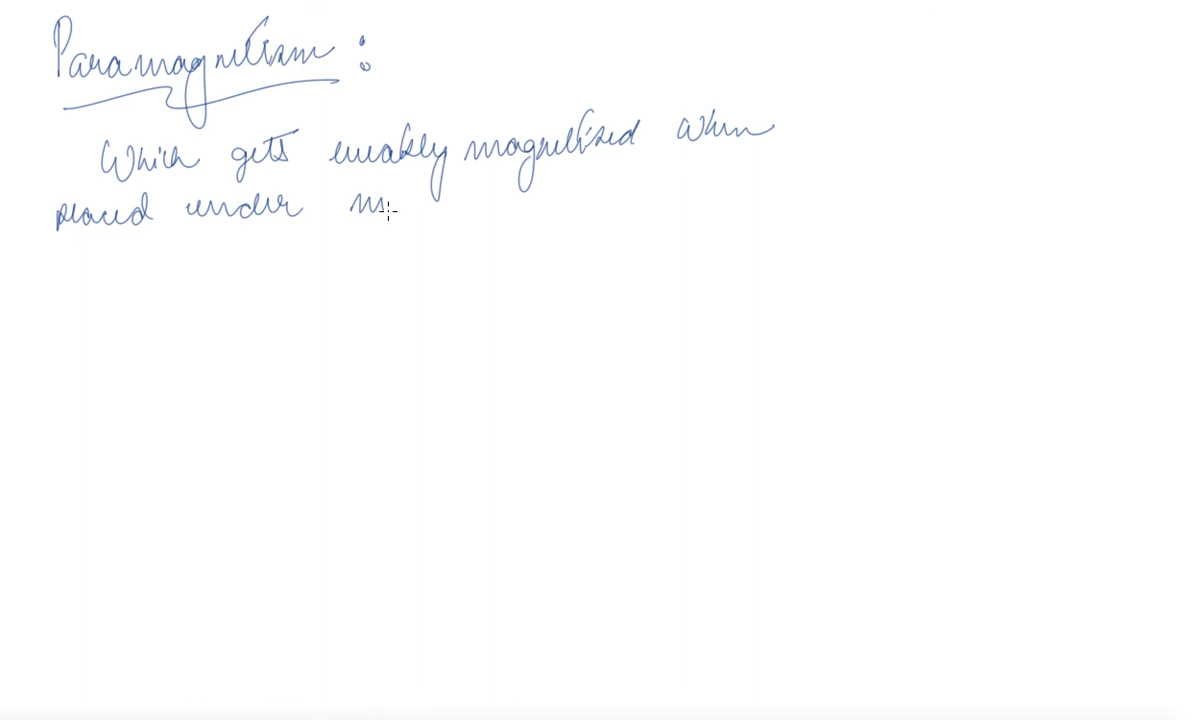 Paramagnetism :
Which gets weakly magnetised when
placed under